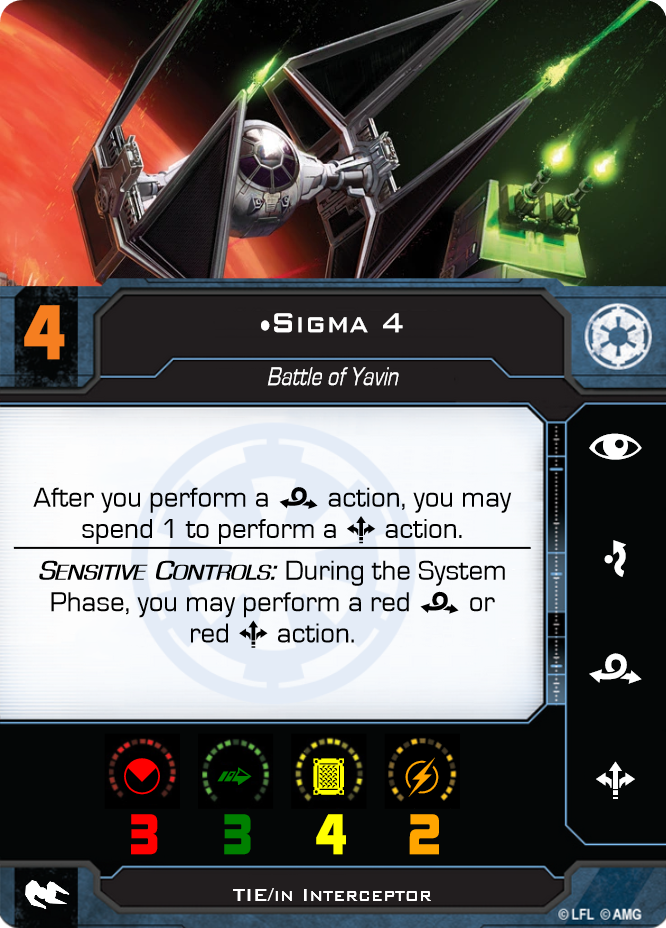 4
•Sigma 4
Battle of Yavin
After you perform a action, you may
spend 1 to perform a action.
Sensitive Controls: During the System
Phase, you may perform a red or
red action.
3 3 4 2
TIE/in Interceptor
© LFL © AMG